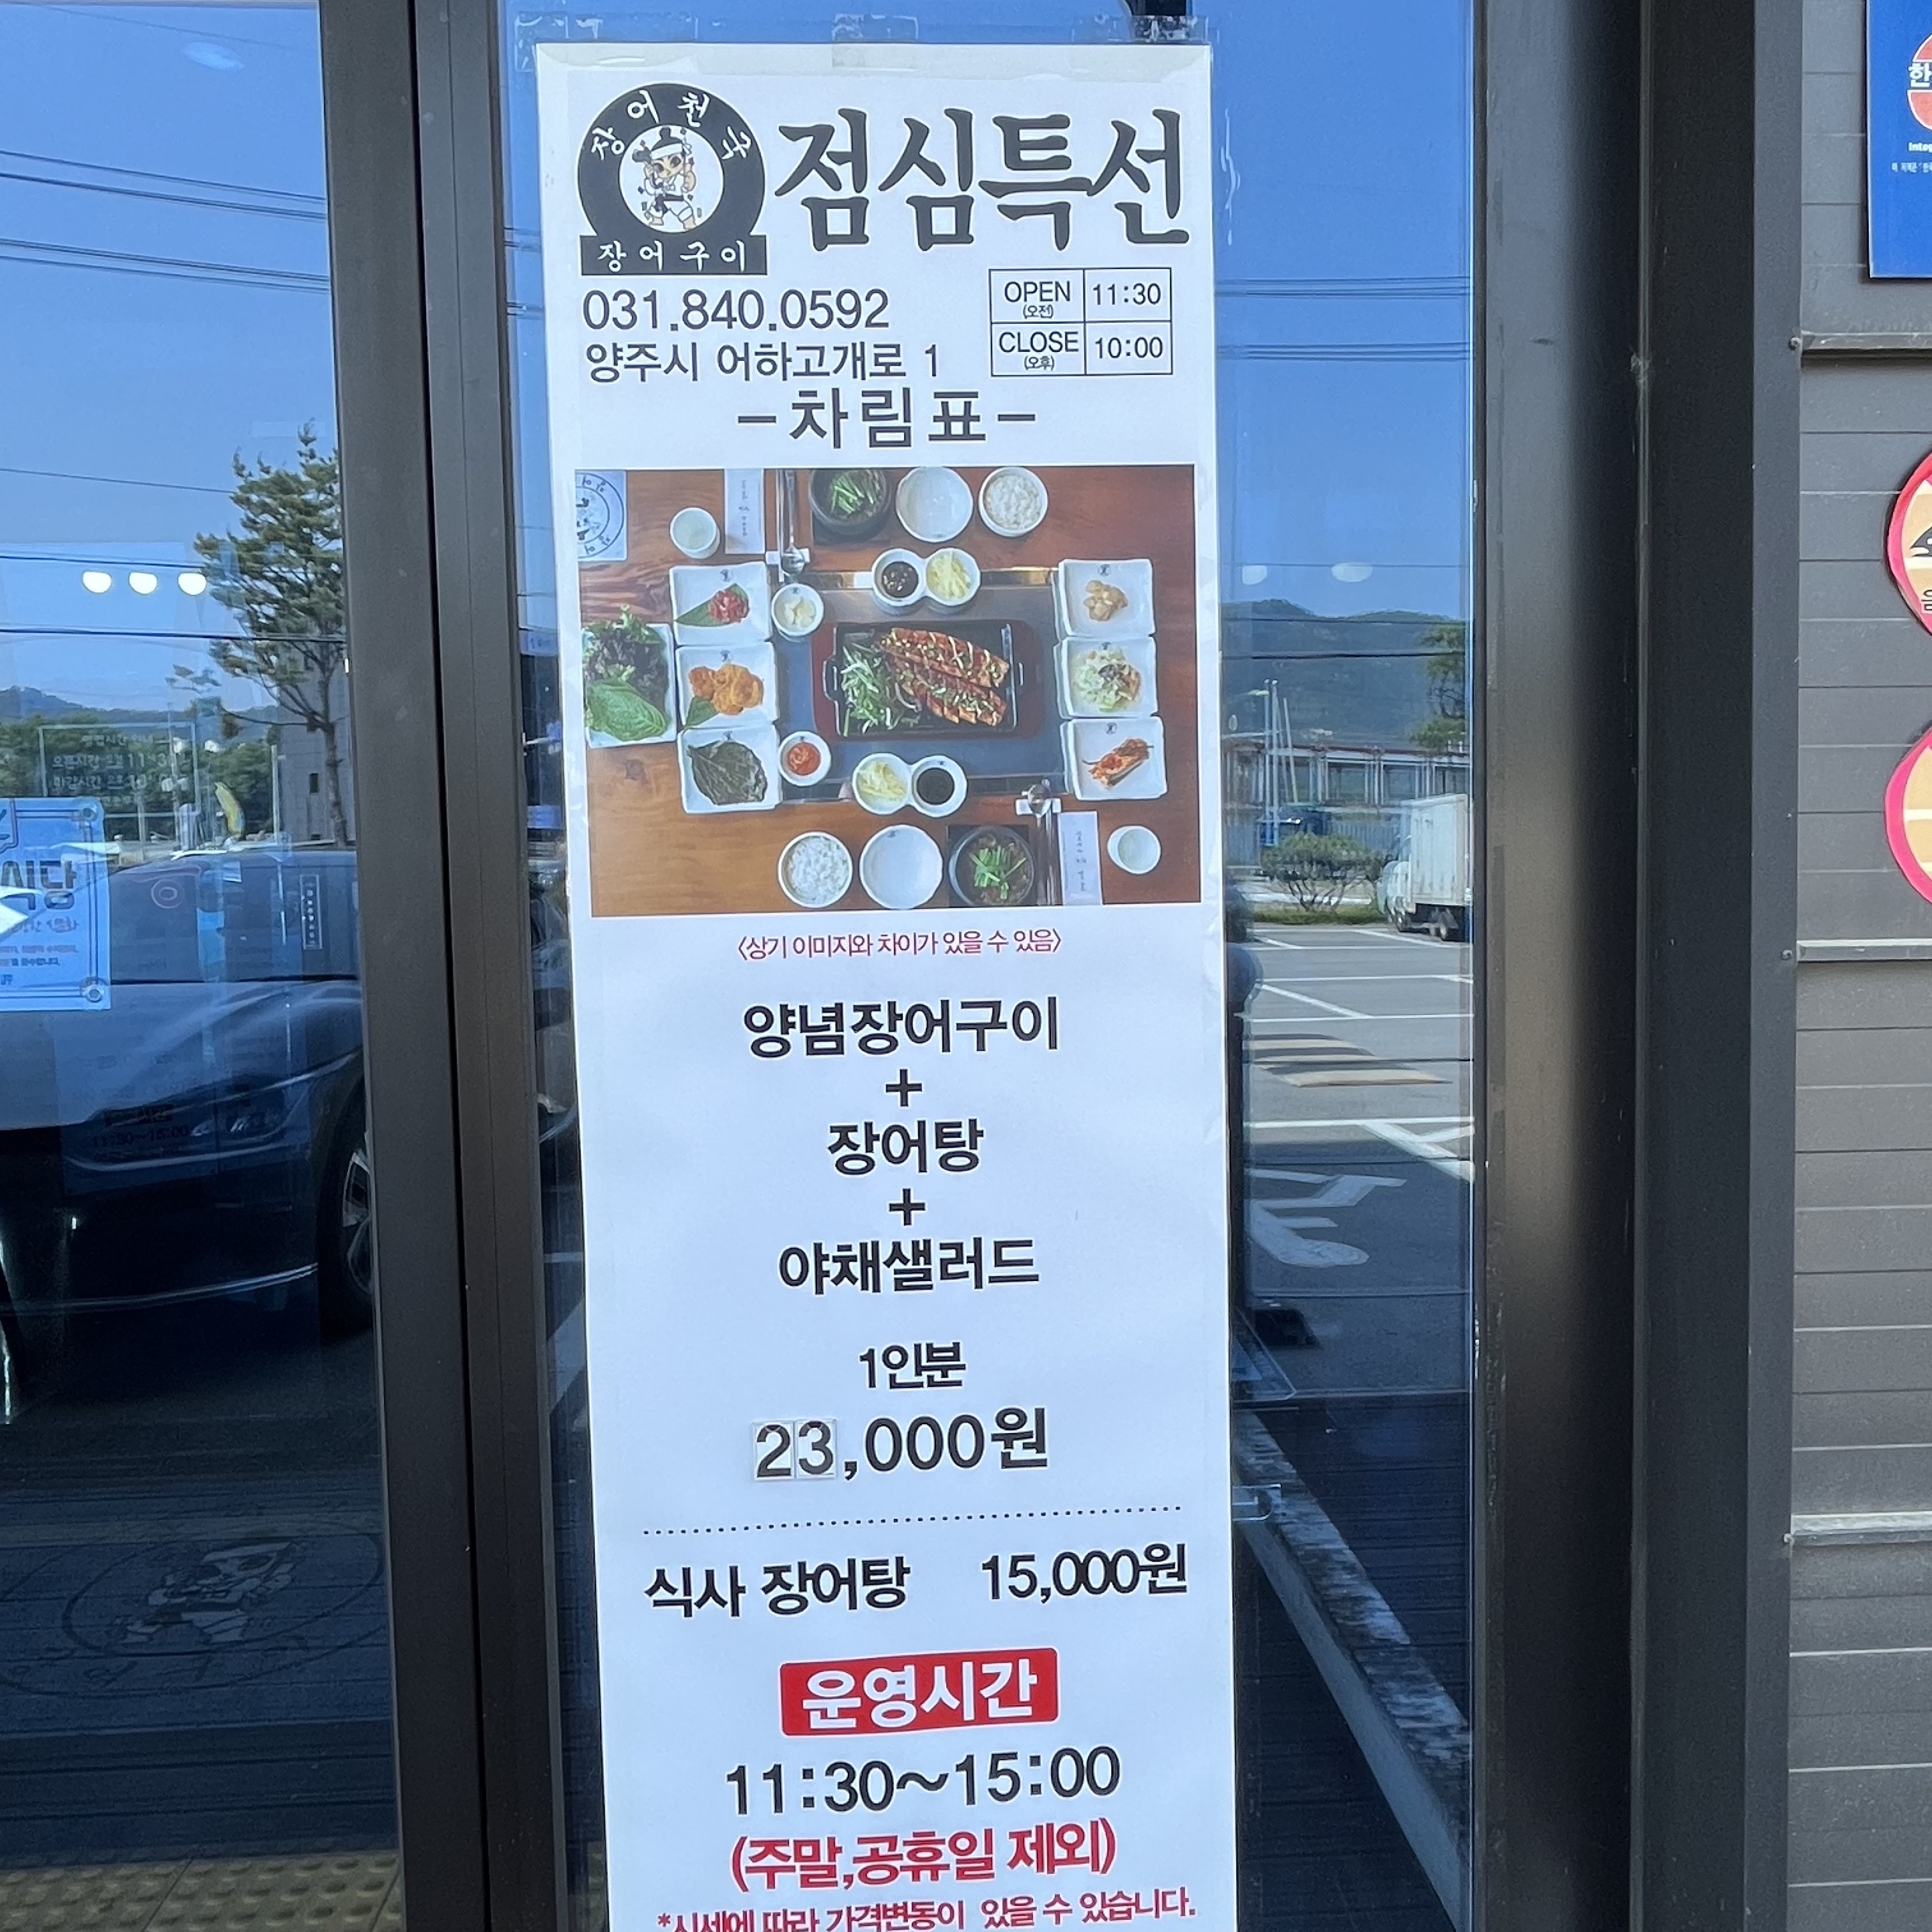 장어천국
장어구이
점심특선
031.840.0592
양주시 어하고개로 1
OPEN 11:30
(오전)
CLOSE 10:00
(오후)
-차림표-
<상기 이미지와 차이가 있을 수 있음>
양념장어구이
+
장어탕
+
야채샐러드
1인분
23,000원
식사 장어탕 15,000원
운영시간
11:30~15:00
(주말,공휴일 제외)
*시세에 따라 가격변동이 있을 수 있습니다.
한